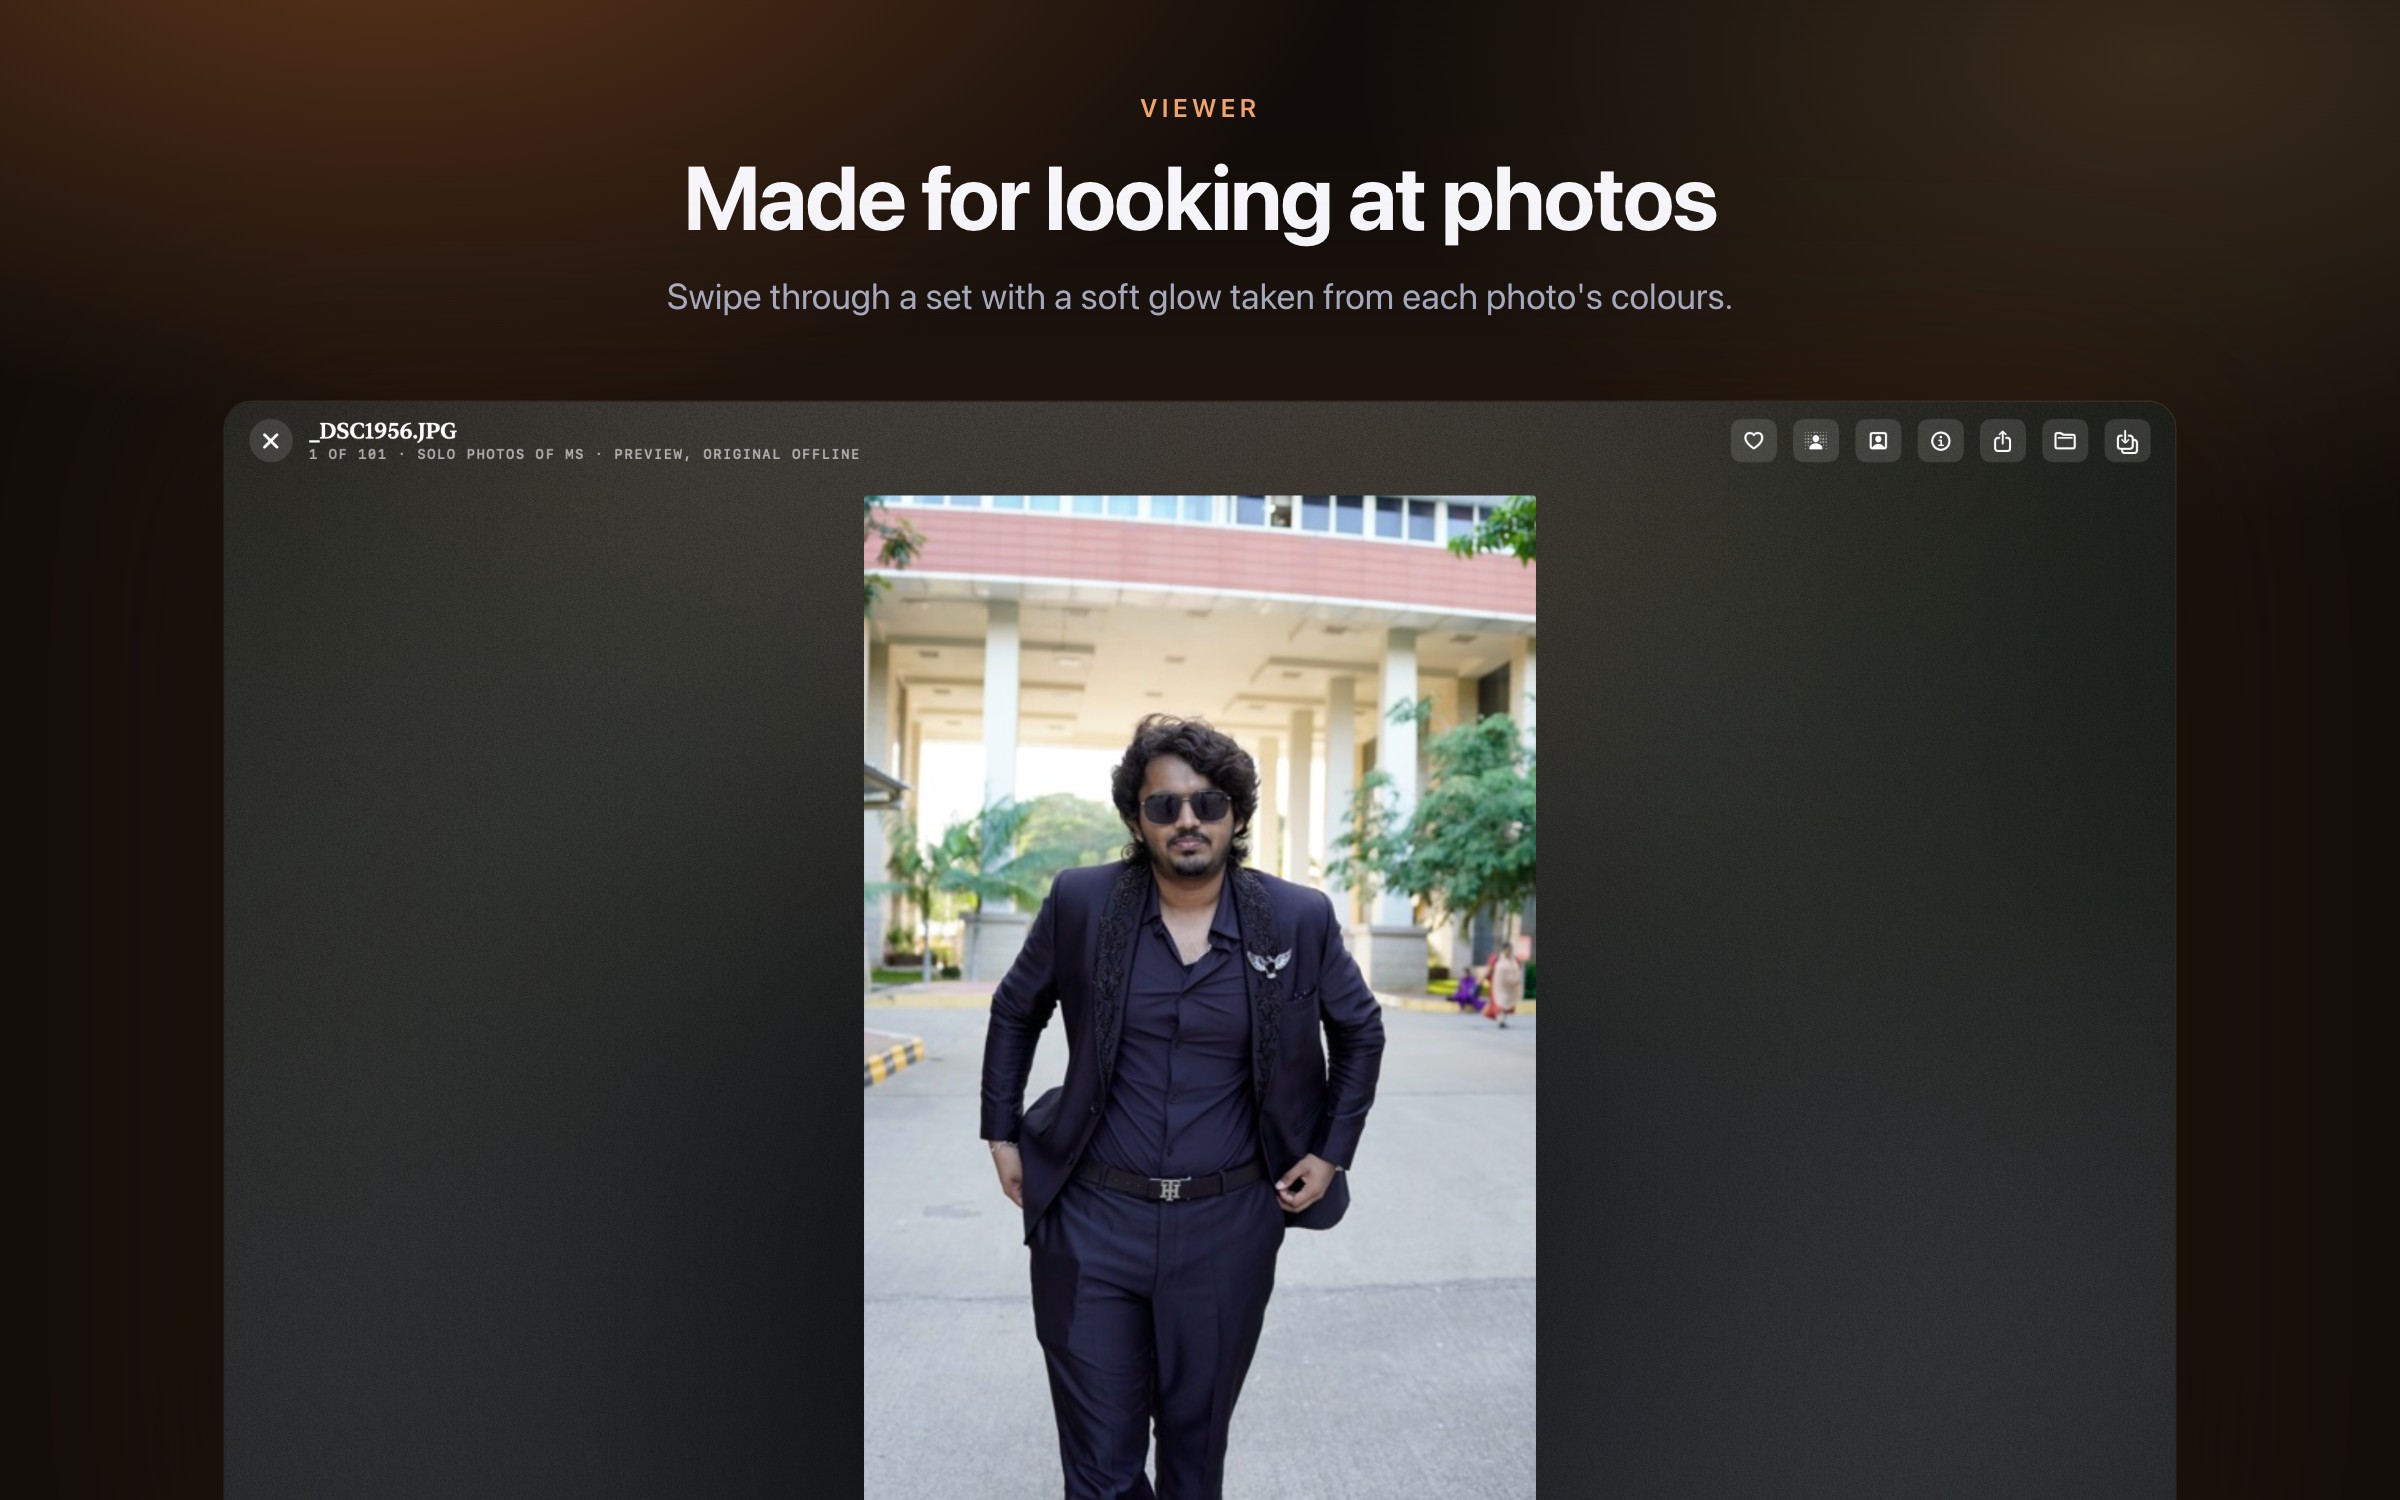 VIEWER
Made for looking at photos
Swipe through a set with a soft glow taken from each photo's colours.
_DSC1956.JPG
1 OF 101 · SOLO PHOTOS OF MS · PREVIEW, ORIGINAL OFFLINE